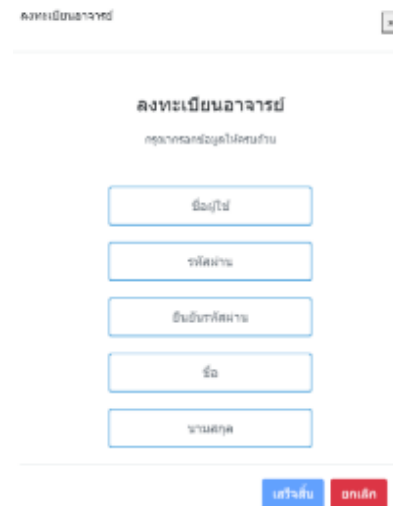 ลงทะเบียนอาจารย์
ลงทะเบียนอาจารย์
กรุณากรอกข้อมูลให้ครบถ้วน
ชื่อผู้ใช้
รหัสผ่าน
ยืนยันรหัสผ่าน
ชื่อ
นามสกุล
เสร็จสิ้น ยกเลิก